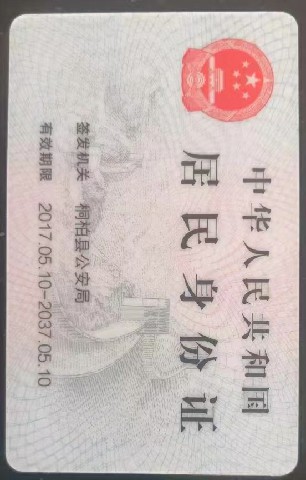 中华人民共和国
居民身份证
签发机关 桐柏县公安局
有效期限 2017.05.10-2037.05.10